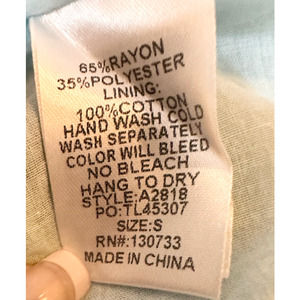 65%RAYON
35%POLYESTER
LINING:
100%COTTON
HAND WASH COLD
WASH SEPARATELY
COLOR WILL BLEED
NO BLEACH
HANG TO DRY
STYLE:A2818
PO:TL45307
SIZE:S
RN#:130733
MADE IN CHINA